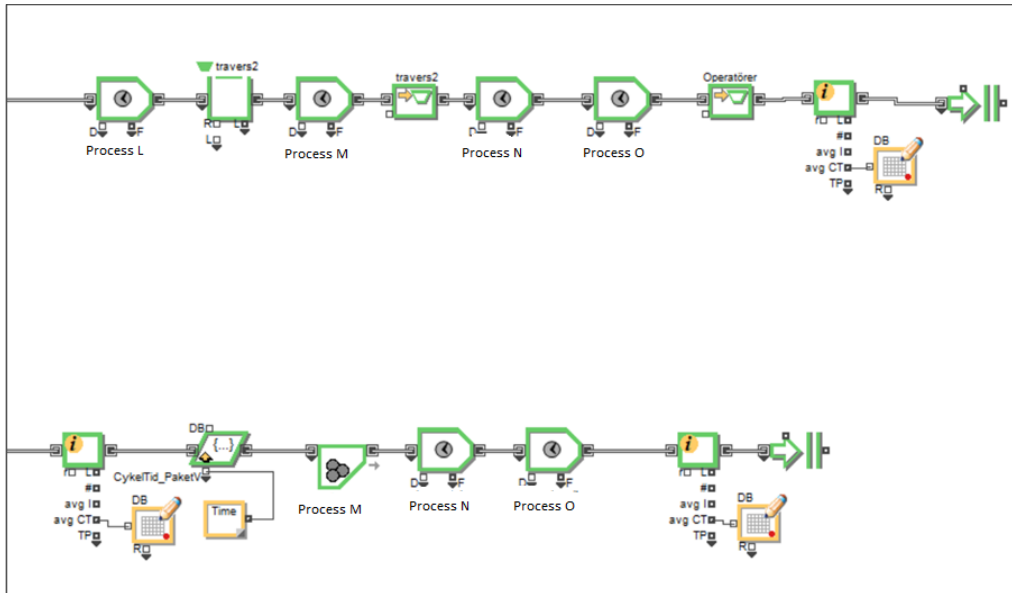 travers2
travers2
Operatörer
i
D F
R L
D F
D F
D F
r L
L
Process L
Process M
Process N
Process O
#
DB
avg I
avg CT
TP
R
DB
{...}
i
i
r L
CykelTid_PaketV
D F
D F
r L
#
Process M
Process N
Process O
#
avg I
DB
Time
avg I
DB
avg CT
avg CT
TP
R
TP
R